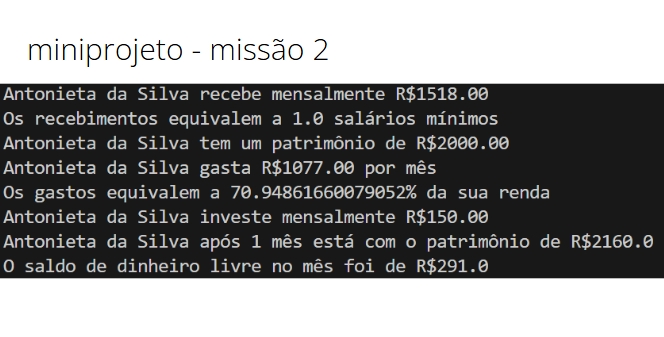 miniprojeto - missão 2
Antonieta da Silva recebe mensalmente R$1518.00
Os recebimentos equivalem a 1.0 salários mínimos
Antonieta da Silva tem um patrimônio de R$2000.00
Antonieta da Silva gasta R$1077.00 por mês
Os gastos equivalem a 70.94861660079052% da sua renda
Antonieta da Silva investe mensalmente R$150.00
Antonieta da Silva após 1 mês está com o patrimônio de R$2160.0
O saldo de dinheiro livre no mês foi de R$291.0